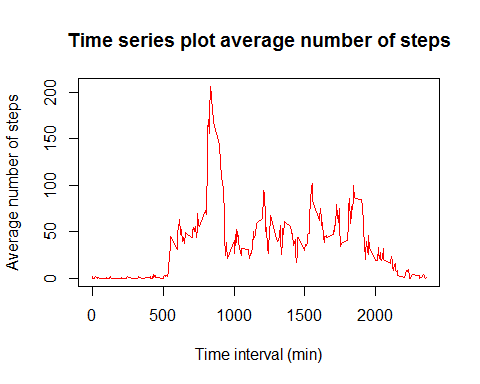 Time series plot average number of steps
Average number of steps
200
150
100
50
0
0 500 1000 1500 2000
Time interval (min)